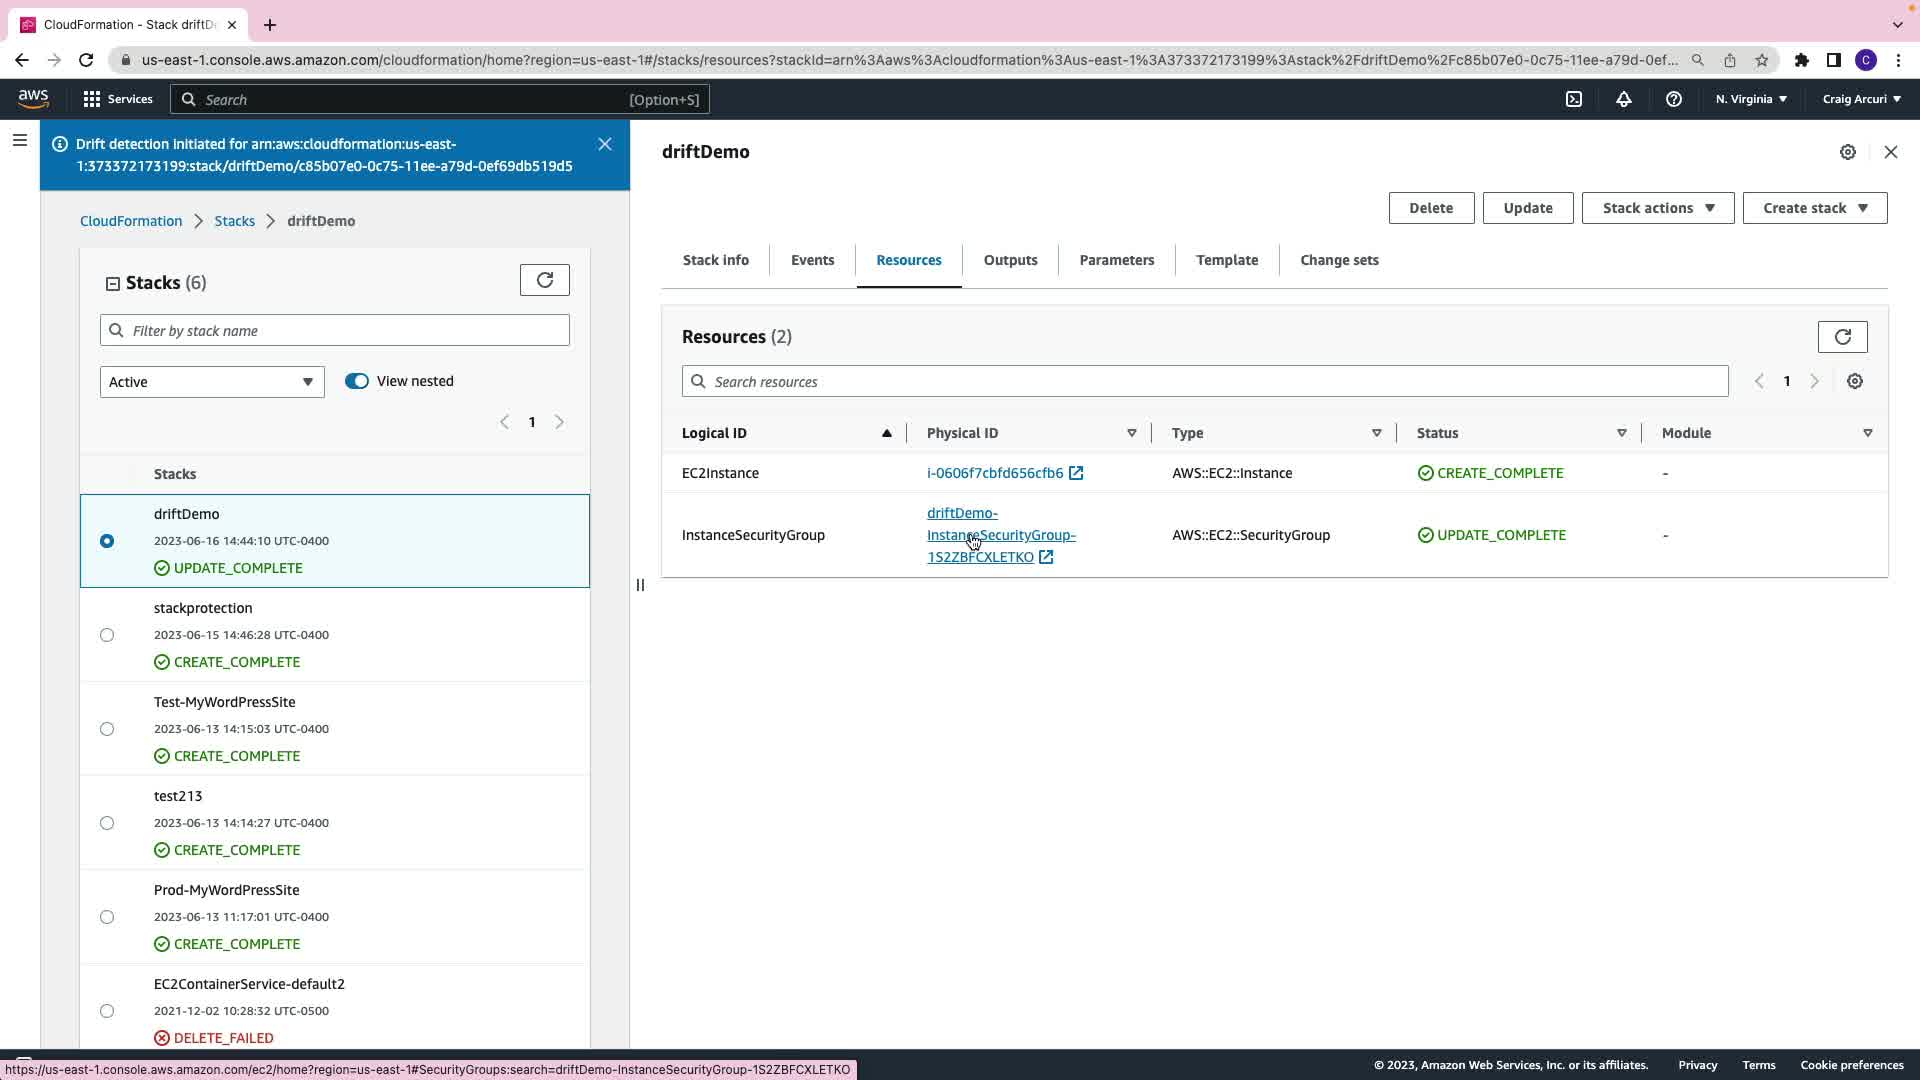 CloudFormation - Stack driftD
us-east-1.console.aws.amazon.com/cloudformation/home?region=us-east-1#/stacks/resources?stackId=arn%3Aaws%3Acloudformation%3Aus-east-1%3A373372173199%3Astack%2FdriftDemo%2Fc85b07e0-0c75-11ee-a79d-0ef...
C
aws
Services
Search
[Option+S]
N. Virginia
Craig Arcuri
Drift detection initiated for arn:aws:cloudformation:us-east-
1:373372173199:stack/driftDemo/c85b07e0-0c75-11ee-a79d-0ef69db519d5
CloudFormation
Stacks
driftDemo
Stacks (6)
Filter by stack name
Active
View nested
1
Stacks
driftDemo
2023-06-16 14:44:10 UTC-0400
UPDATE_COMPLETE
stackprotection
2023-06-15 14:46:28 UTC-0400
CREATE_COMPLETE
Test-MyWordPressSite
2023-06-13 14:15:03 UTC-0400
CREATE_COMPLETE
test213
2023-06-13 14:14:27 UTC-0400
CREATE_COMPLETE
Prod-MyWordPressSite
2023-06-13 11:17:01 UTC-0400
CREATE_COMPLETE
EC2ContainerService-default2
2021-12-02 10:28:32 UTC-0500
DELETE_FAILED
driftDemo
Delete
Update
Stack actions
Create stack
Stack info
Events
Resources
Outputs
Parameters
Template
Change sets
Resources (2)
Search resources
1
Logical ID
Physical ID
Type
Status
Module
EC2Instance
i-0606f7cbfd656cfb6
AWS::EC2::Instance
CREATE_COMPLETE
-
InstanceSecurityGroup
driftDemo-
InstanceSecurityGroup-
1S2ZBFCXLETKO
AWS::EC2::SecurityGroup
UPDATE_COMPLETE
-
https://us-east-1.console.aws.amazon.com/ec2/home?region=us-east-1#SecurityGroups:search=driftDemo-InstanceSecurityGroup-1S2ZBFCXLETKO
© 2023, Amazon Web Services, Inc. or its affiliates.
Privacy
Terms
Cookie preferences